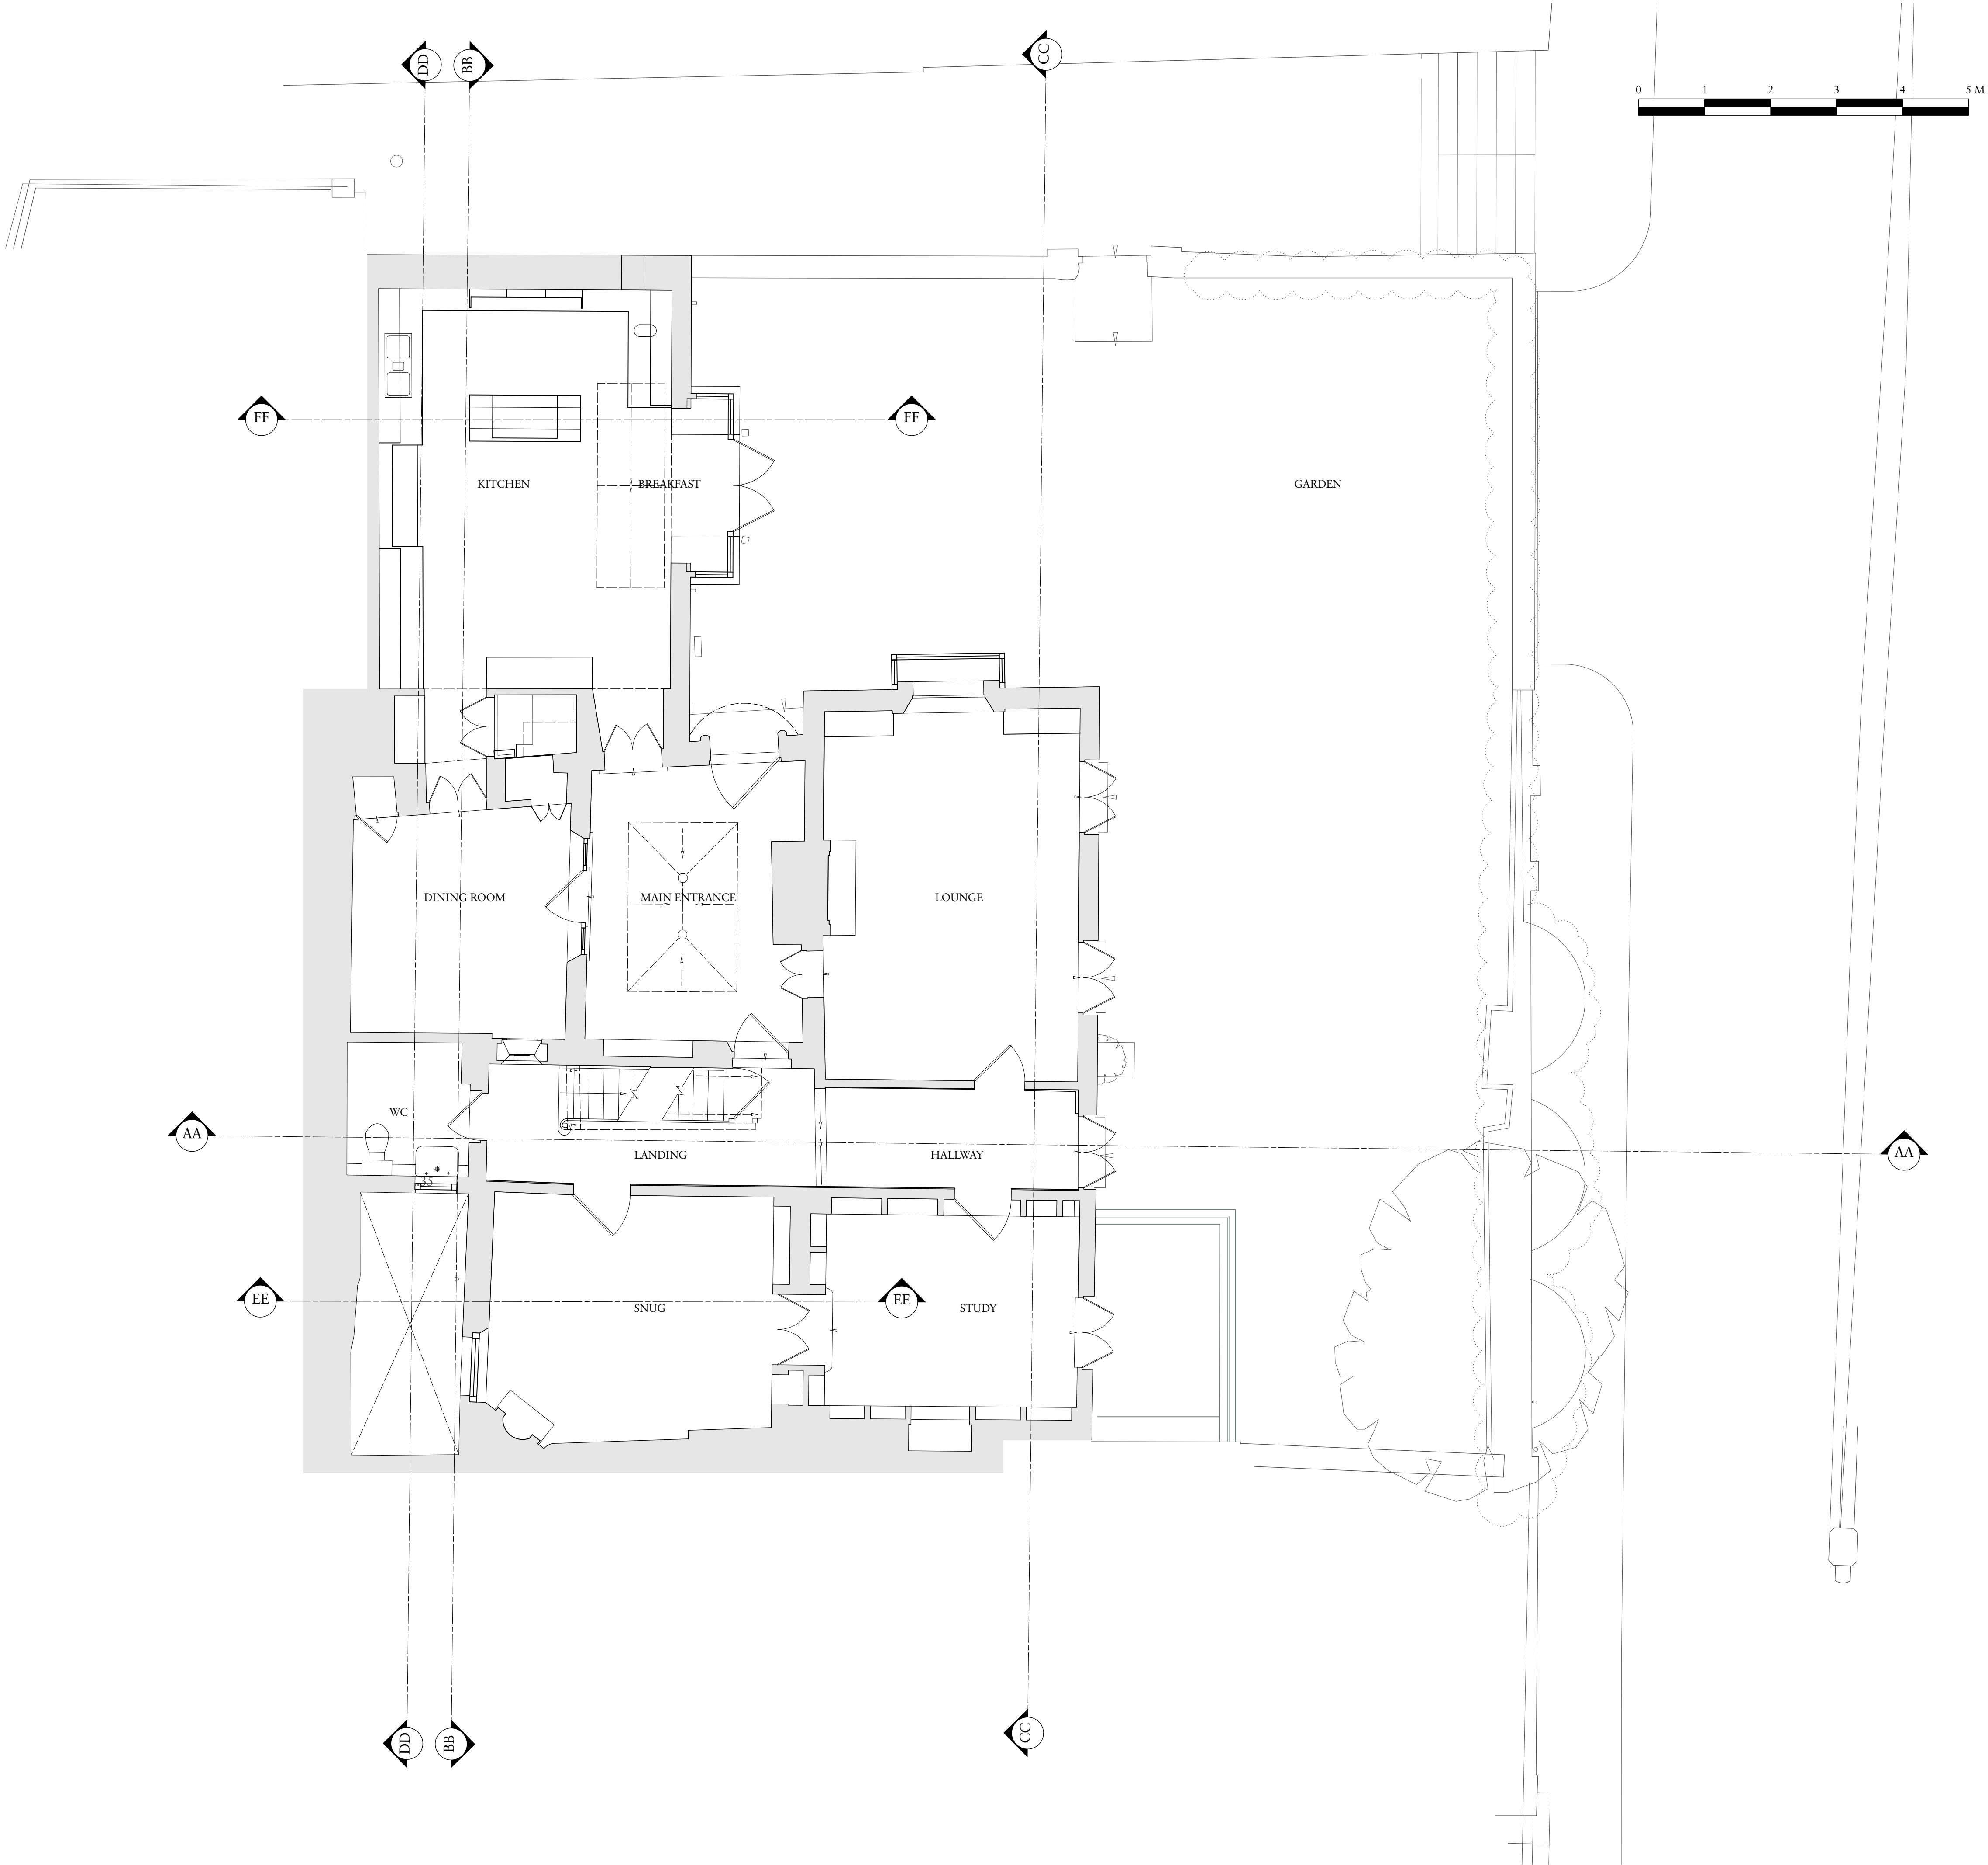 DD
BB
CC
0 1 2 3 4 5 M
FF
FF
KITCHEN
BREAKFAST
GARDEN
DINING ROOM
MAIN ENTRANCE
LOUNGE
WC
AA
LANDING
HALLWAY
AA
35
EE
SNUG
EE
STUDY
DD
BB
CC